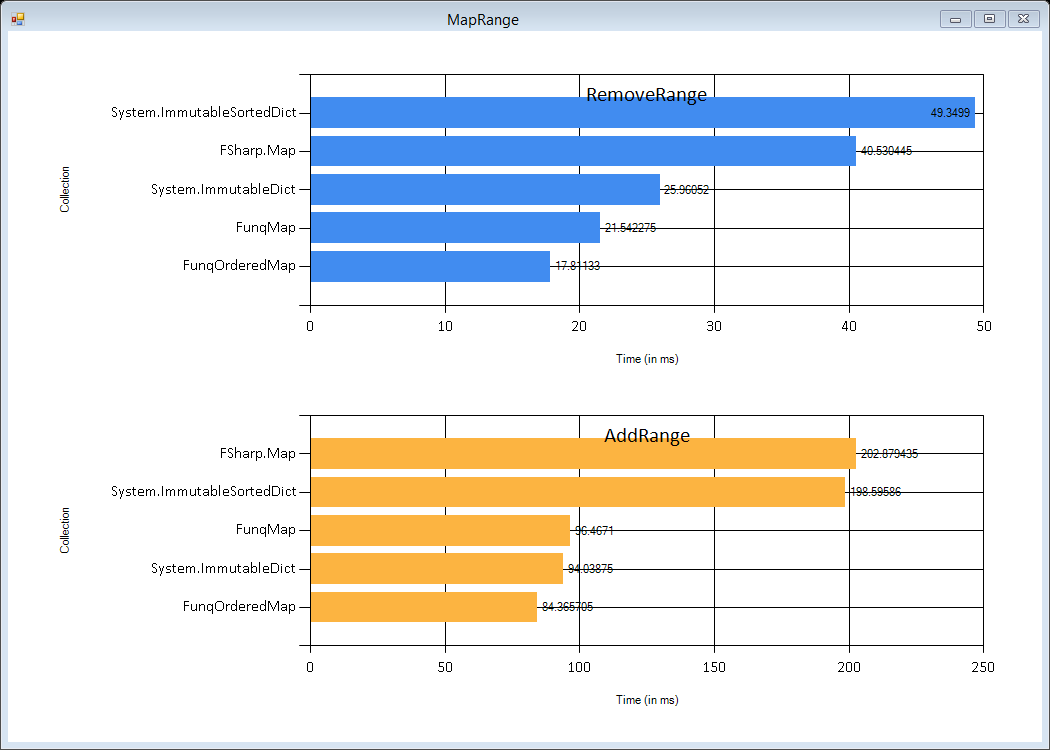 MapRange
RemoveRange
System.ImmutableSortedDict 49.3499
FSharp.Map 40.530445
System.ImmutableDict 25.96052
FunqMap 21.542275
FunqOrderedMap 17.81133
Collection
0 10 20 30 40 50
Time (in ms)
AddRange
FSharp.Map 202.879435
System.ImmutableSortedDict 198.59586
FunqMap 96.4671
System.ImmutableDict 94.03875
FunqOrderedMap 84.365705
Collection
0 50 100 150 200 250
Time (in ms)